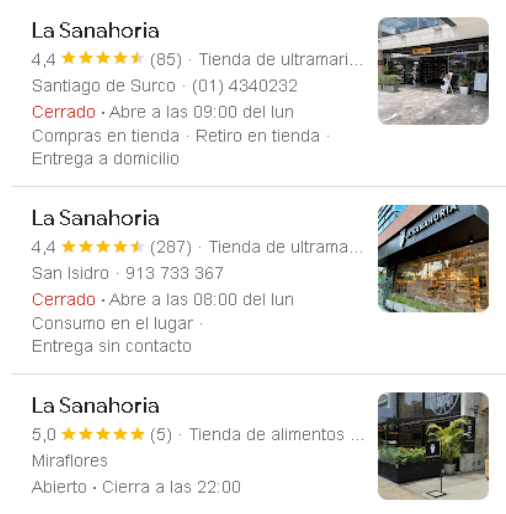 La Sanahoria
4,4 ★★★★★ (85) · Tienda de ultramari...
Santiago de Surco · (01) 4340232
Cerrado · Abre a las 09:00 del lun
Compras en tienda · Retiro en tienda ·
Entrega a domicilio
La Sanahoria
4,4 ★★★★★ (287) · Tienda de ultrama...
San Isidro · 913 733 367
Cerrado · Abre a las 08:00 del lun
Consumo en el lugar ·
Entrega sin contacto
LA SANAHORIA
La Sanahoria
5,0 ★★★★★ (5) · Tienda de alimentos ...
Miraflores
Abierto · Cierra a las 22:00